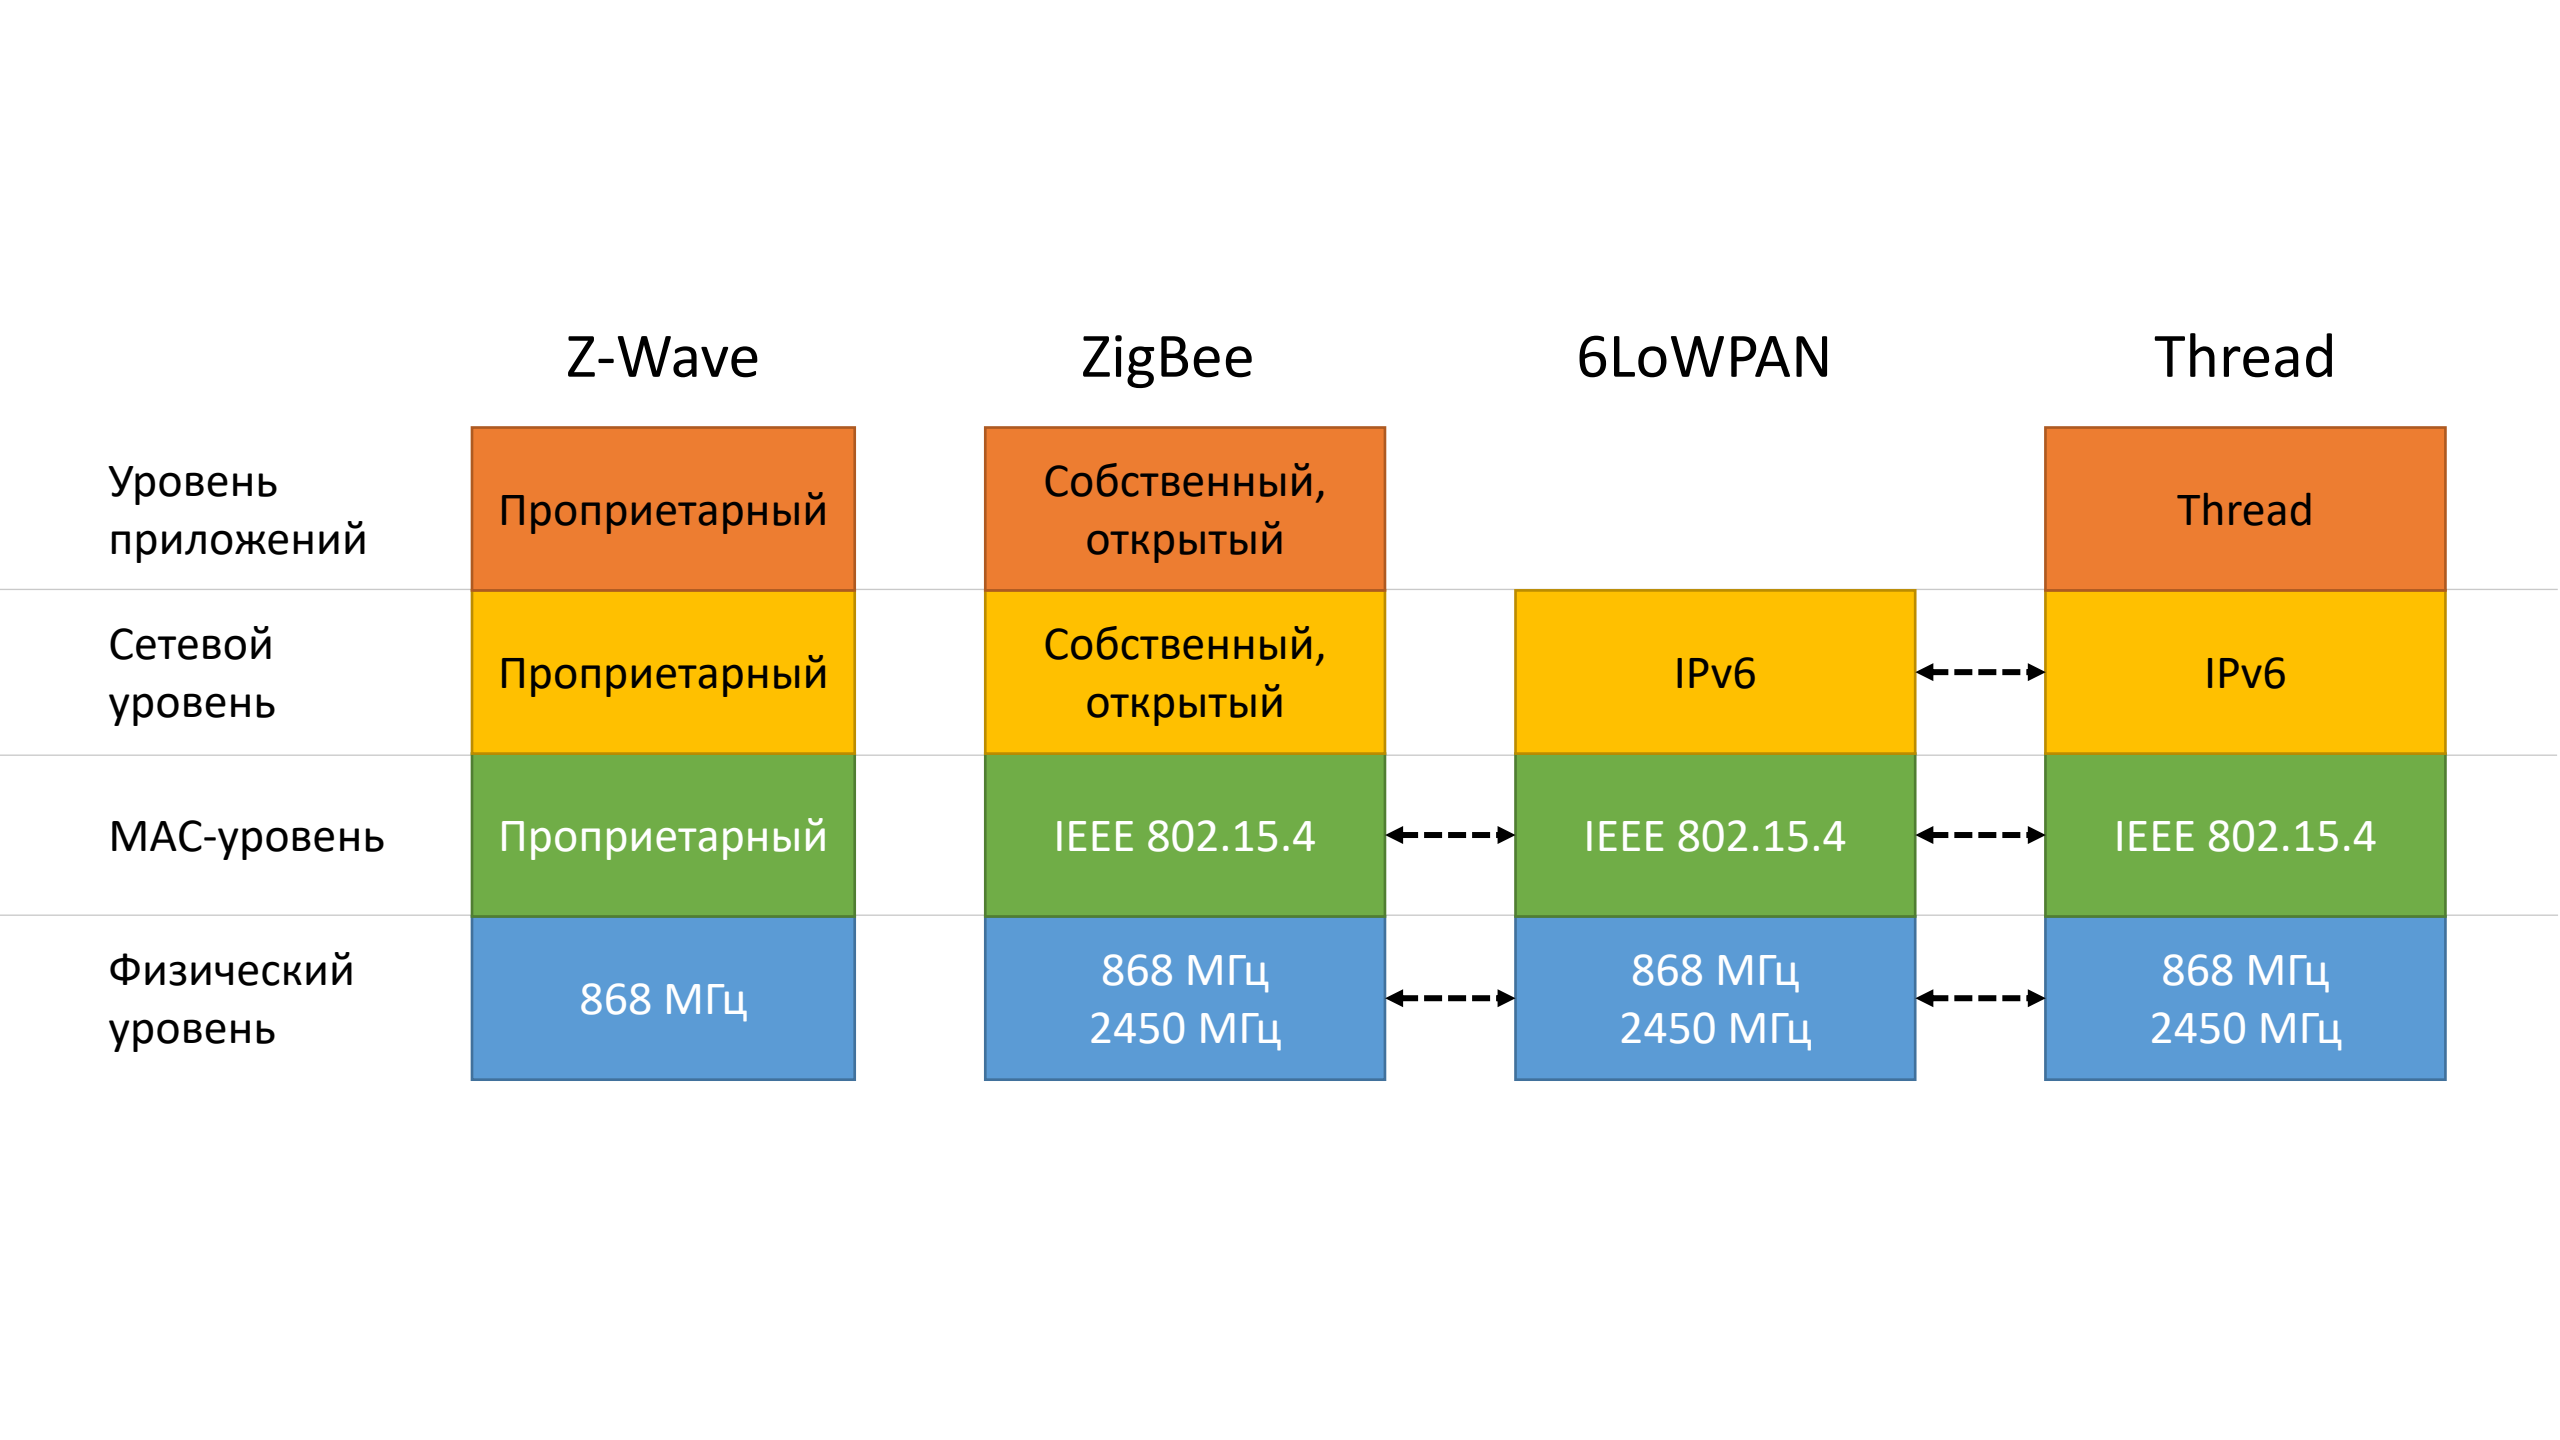 Z-Wave
ZigBee
6LoWPAN
Thread
Уровень
приложений
Проприетарный
Собственный,
открытый
Thread
Сетевой
уровень
Проприетарный
Собственный,
открытый
IPv6
IPv6
MAC-уровень
Проприетарный
IEEE 802.15.4
IEEE 802.15.4
IEEE 802.15.4
Физический
уровень
868 МГц
868 МГц
2450 МГц
868 МГц
2450 МГц
868 МГц
2450 МГц